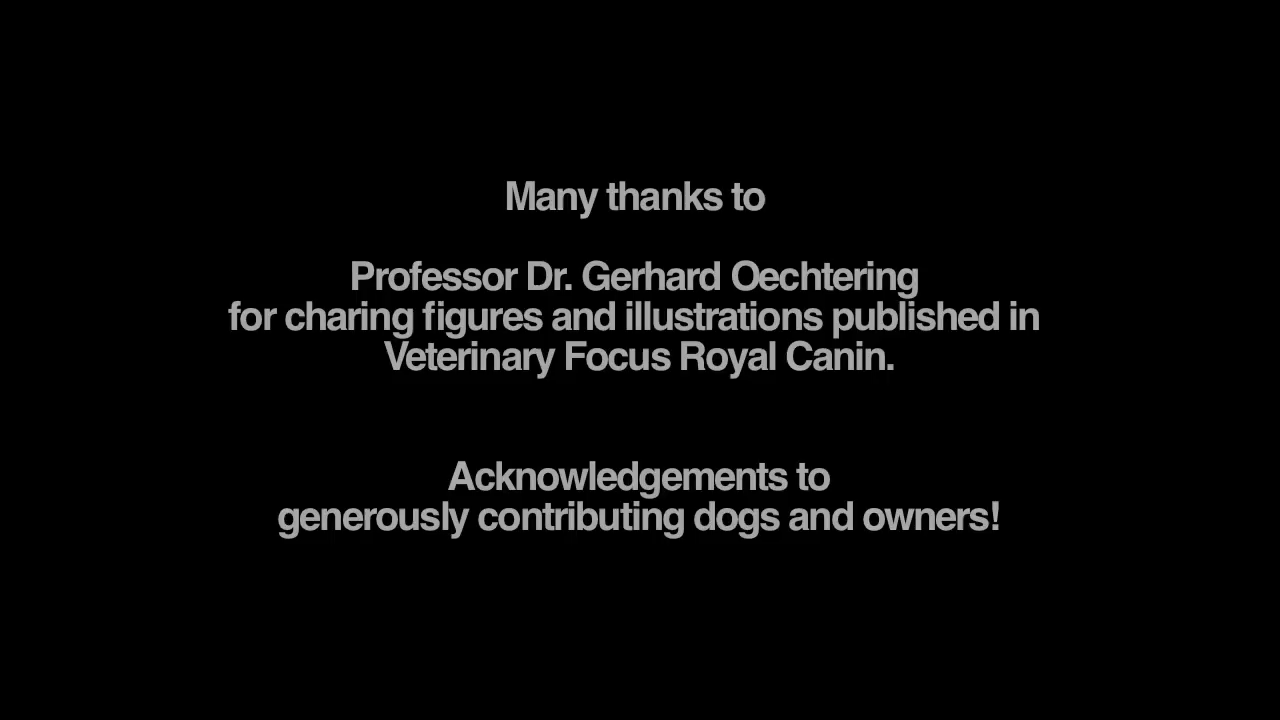 Many thanks to
Professor Dr. Gerhard Oechtering
for charing figures and illustrations published in
Veterinary Focus Royal Canin.
Acknowledgements to
generously contributing dogs and owners!